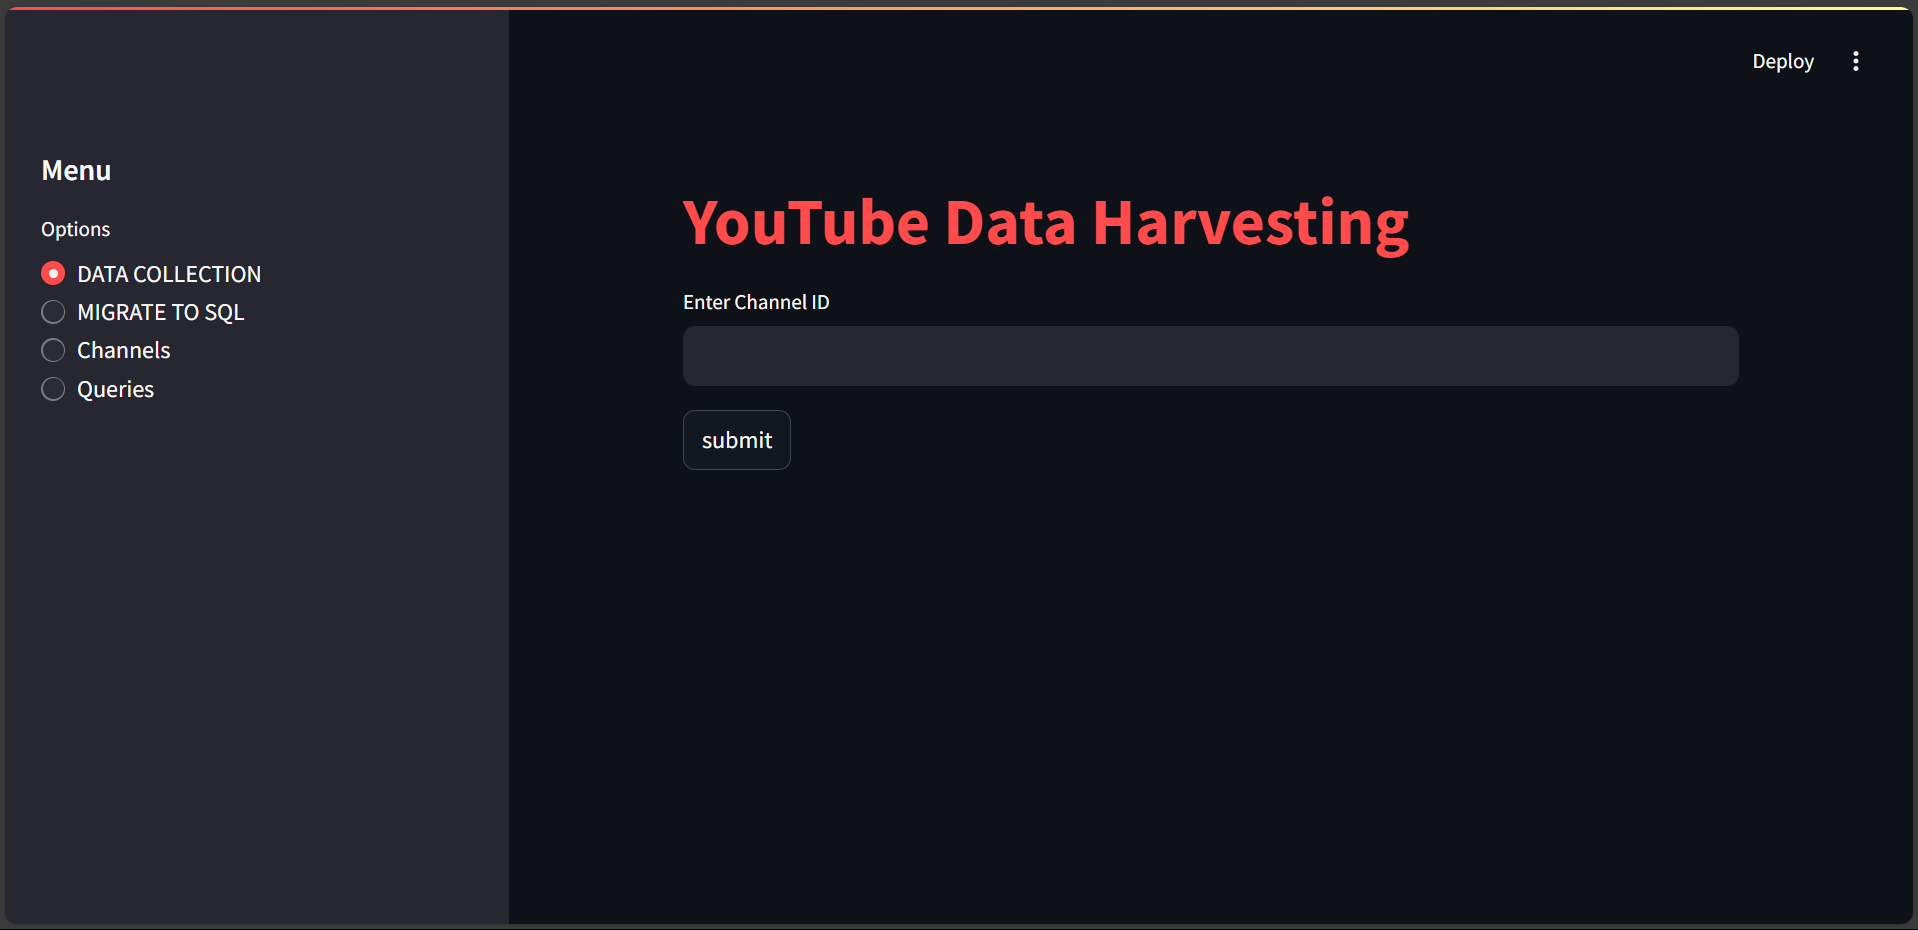 Deploy
Menu
Options
DATA COLLECTION
MIGRATE TO SQL
Channels
Queries
YouTube Data Harvesting
Enter Channel ID
submit